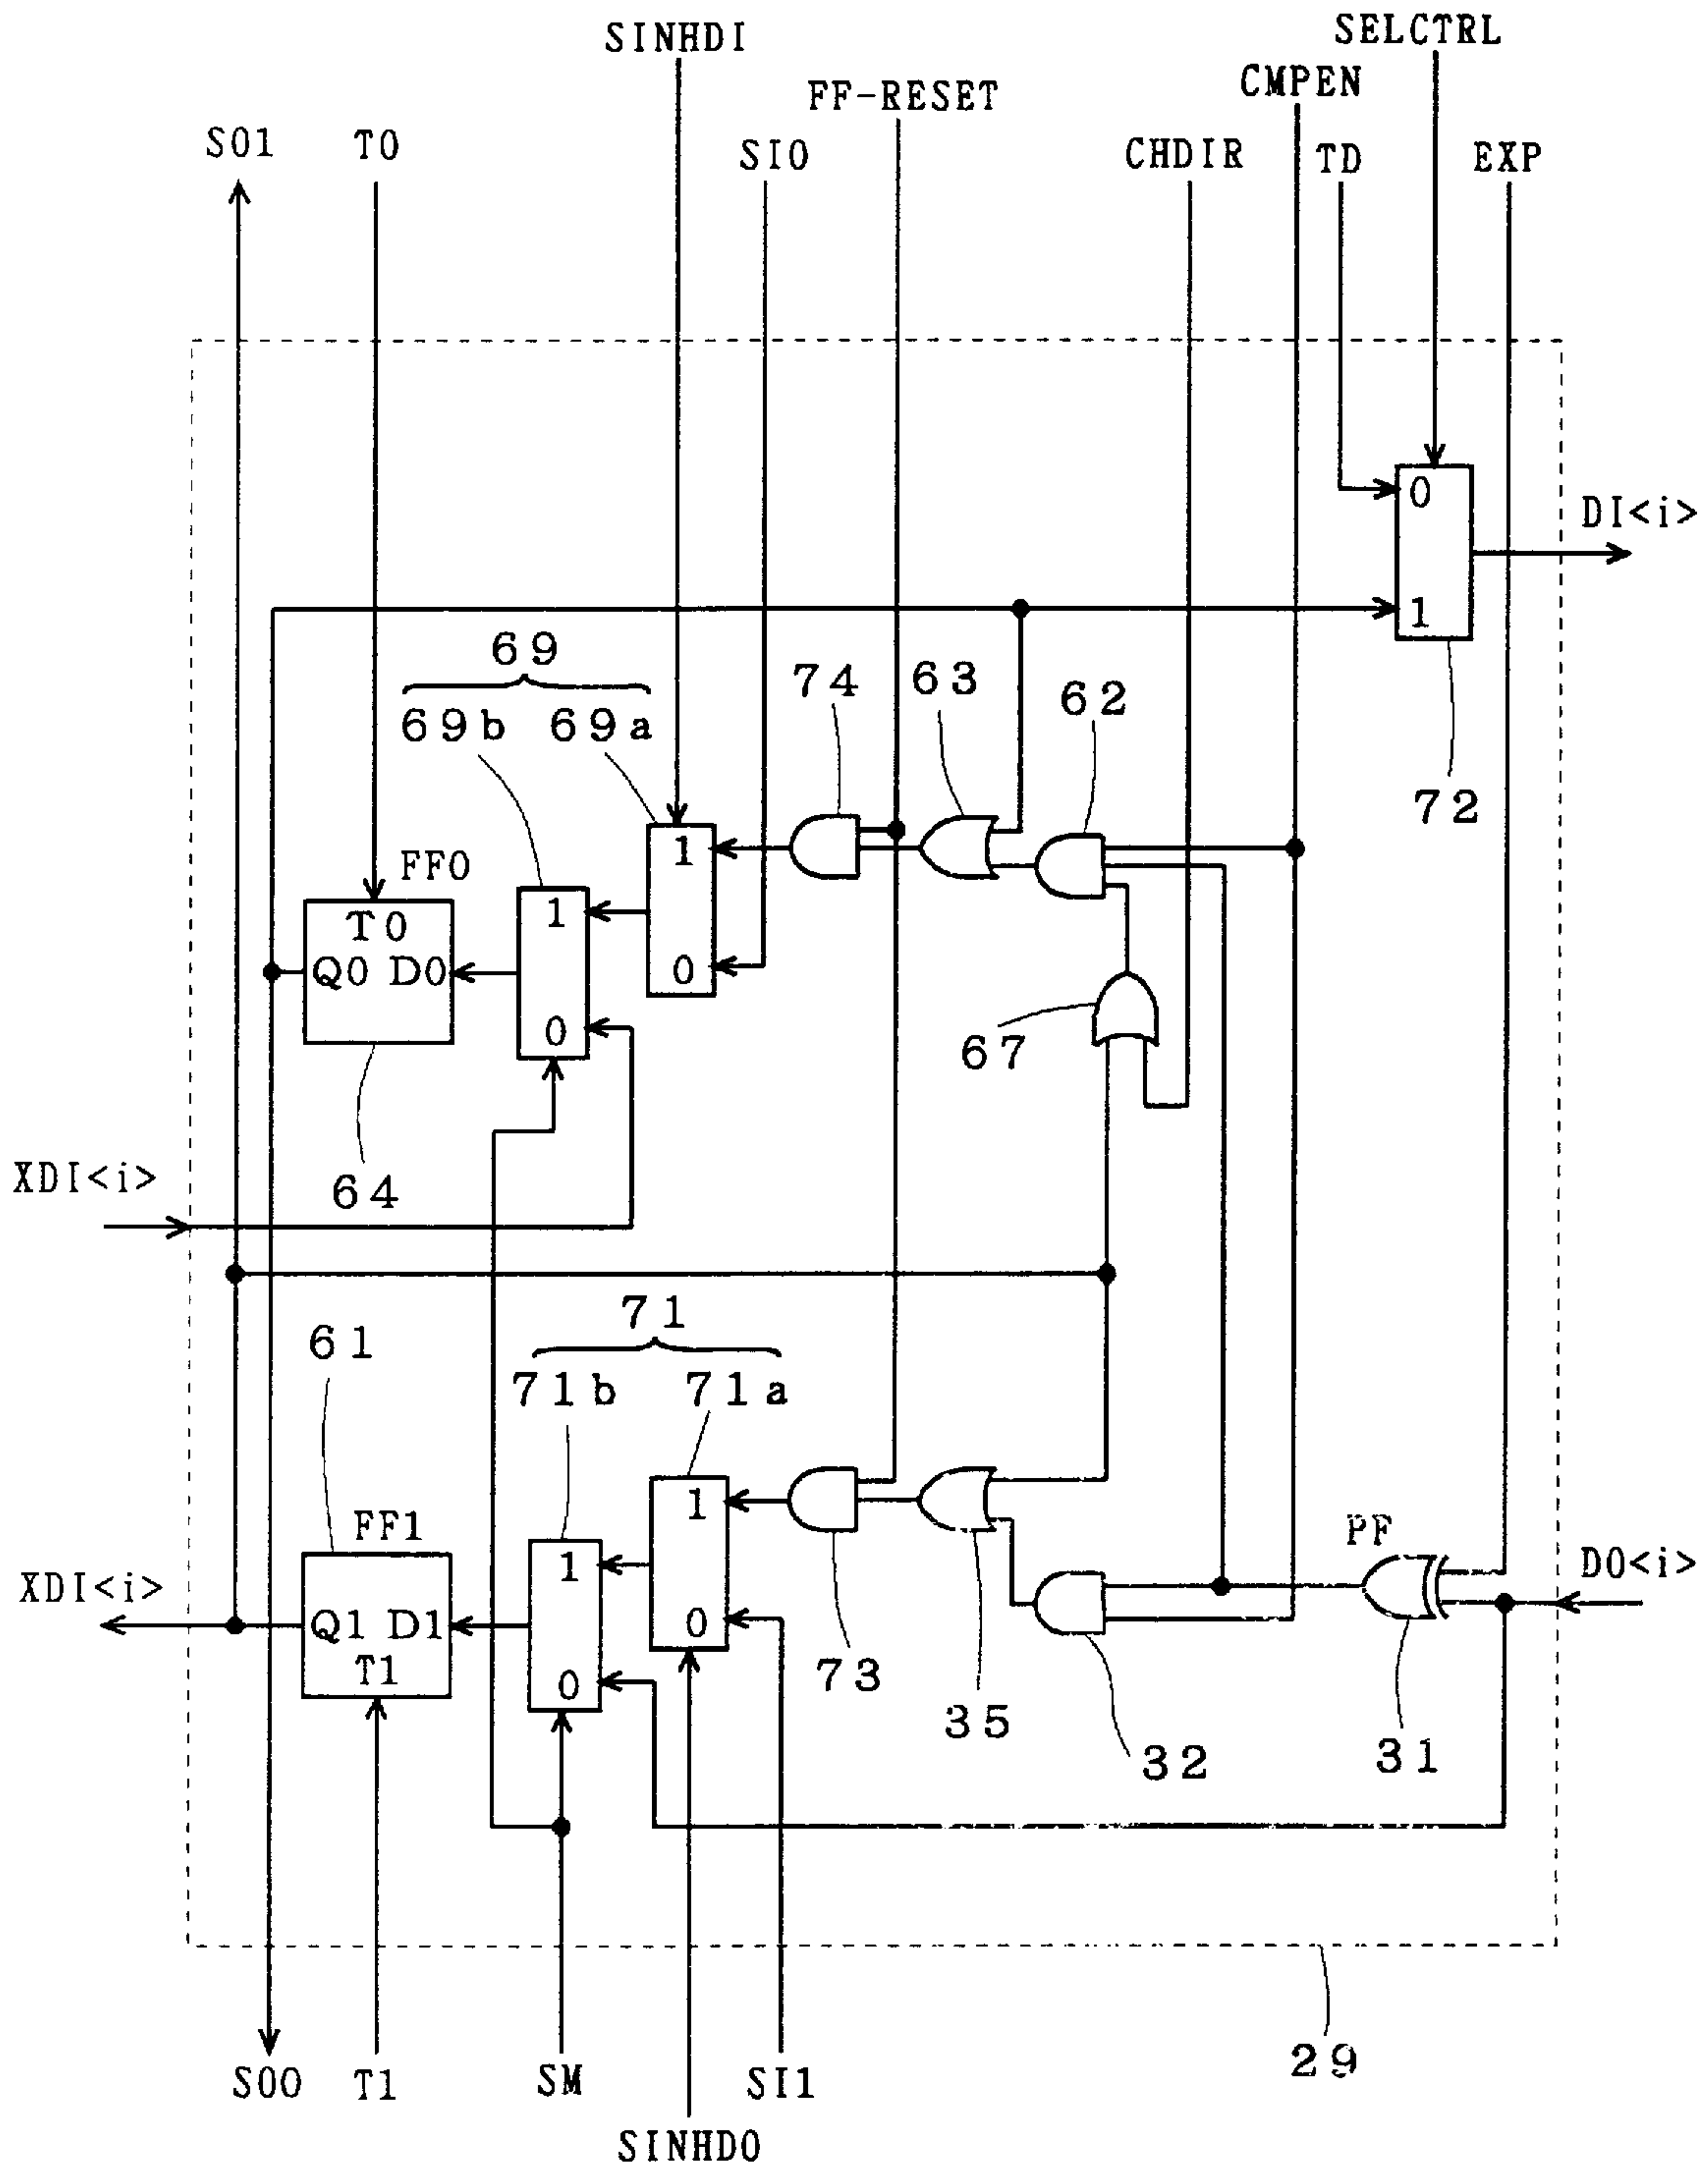 SELCTRL
SINHDI
CMPEN
FF-RESET
SO1 T0 SI0 CHDIR TD EXP
0
DI<i>
1
69 74 63 62
69b 69a
72
1
FF0
T0
1
Q0 D0
0
0
67
XDI<i>
64
71
61
71b 71a
1
FF1
PF
XDI<i>
1
DO<i>
Q1 D1
0
T1
0
73
35
32
31
29
SO0 T1 SM SI1
SINHDO